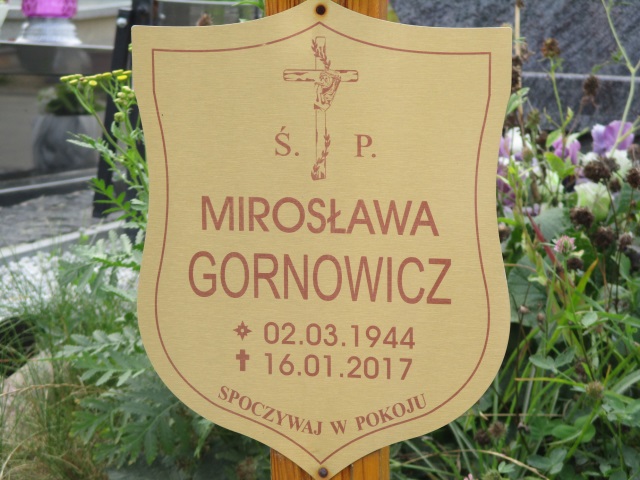 Ś. P.
MIROSŁAWA
GORNOWICZ
02.03.1944
16.01.2017
SPOCZYWAJ W POKOJU